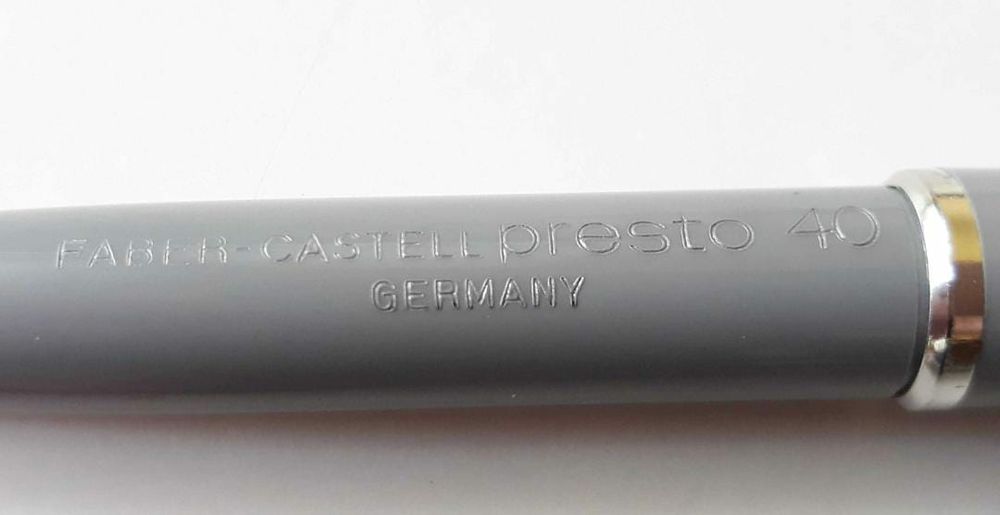 FABER-CASTELL presto 40
GERMANY